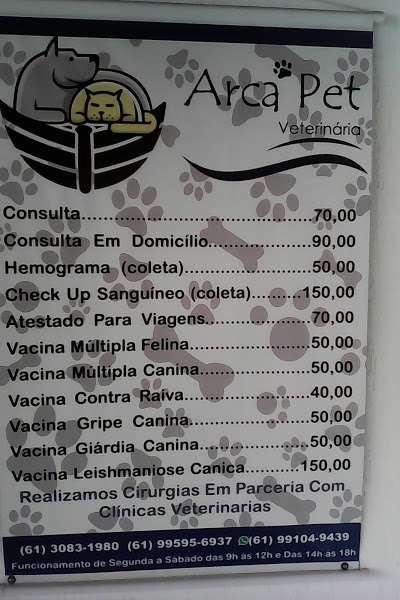 Arca Pet
Veterinária
Consulta.....................................70,00
Consulta Em Domicílio.................90,00
Hemograma (coleta).....................50,00
Check Up Sanguíneo (coleta)..........150,00
Atestado Para Viagens.................70,00
Vacina Múltipla Felina....................50,00
Vacina Múltipla Canina..................50,00
Vacina Contra Raiva.....................40,00
Vacina Gripe Canina....................50,00
Vacina Giárdia Canina..................50,00
Vacina Leishmaniose Canica...........150,00
Realizamos Cirurgias Em Parceria Com
Clínicas Veterinarias
(61) 3083-1980 (61) 99595-6937 (61) 99104-9439
Funcionamento de Segunda a Sábado das 9h às 12h e Das 14h às 18h